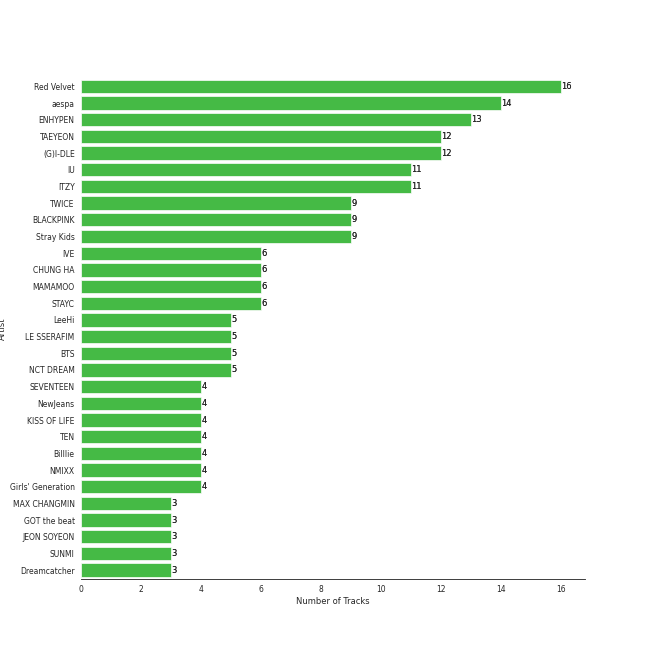 Red Velvet 16
aespa 14
ENHYPEN 13
TAEYEON 12
(G)I-DLE 12
IU 11
ITZY 11
TWICE 9
BLACKPINK 9
Stray Kids 9
IVE 6
CHUNG HA 6
MAMAMOO 6
STAYC 6
LeeHi 5
LE SSERAFIM 5
BTS 5
NCT DREAM 5
SEVENTEEN 4
NewJeans 4
KISS OF LIFE 4
TEN 4
Billlie 4
NMIXX 4
Girls' Generation 4
MAX CHANGMIN 3
GOT the beat 3
JEON SOYEON 3
SUNMI 3
Dreamcatcher 3
Artist
0 2 4 6 8 10 12 14 16
Number of Tracks